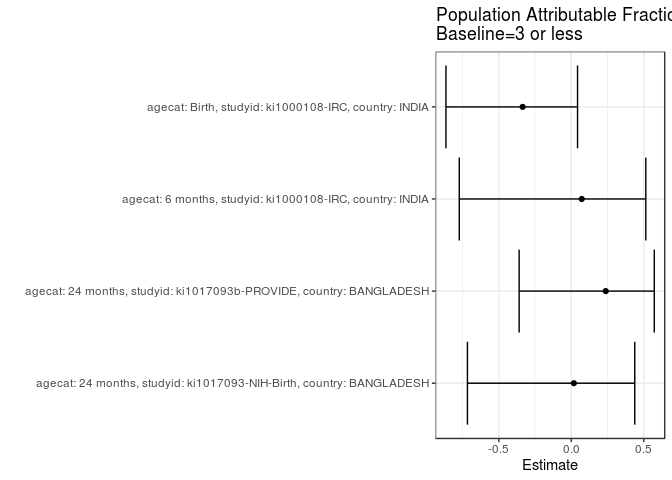 Population Attributable Fractio
Baseline=3 or less
agecat: Birth, studyid: ki1000108-IRC, country: INDIA
agecat: 6 months, studyid: ki1000108-IRC, country: INDIA
agecat: 24 months, studyid: ki1017093b-PROVIDE, country: BANGLADESH
agecat: 24 months, studyid: ki1017093-NIH-Birth, country: BANGLADESH
-0.5 0.0 0.5
Estimate